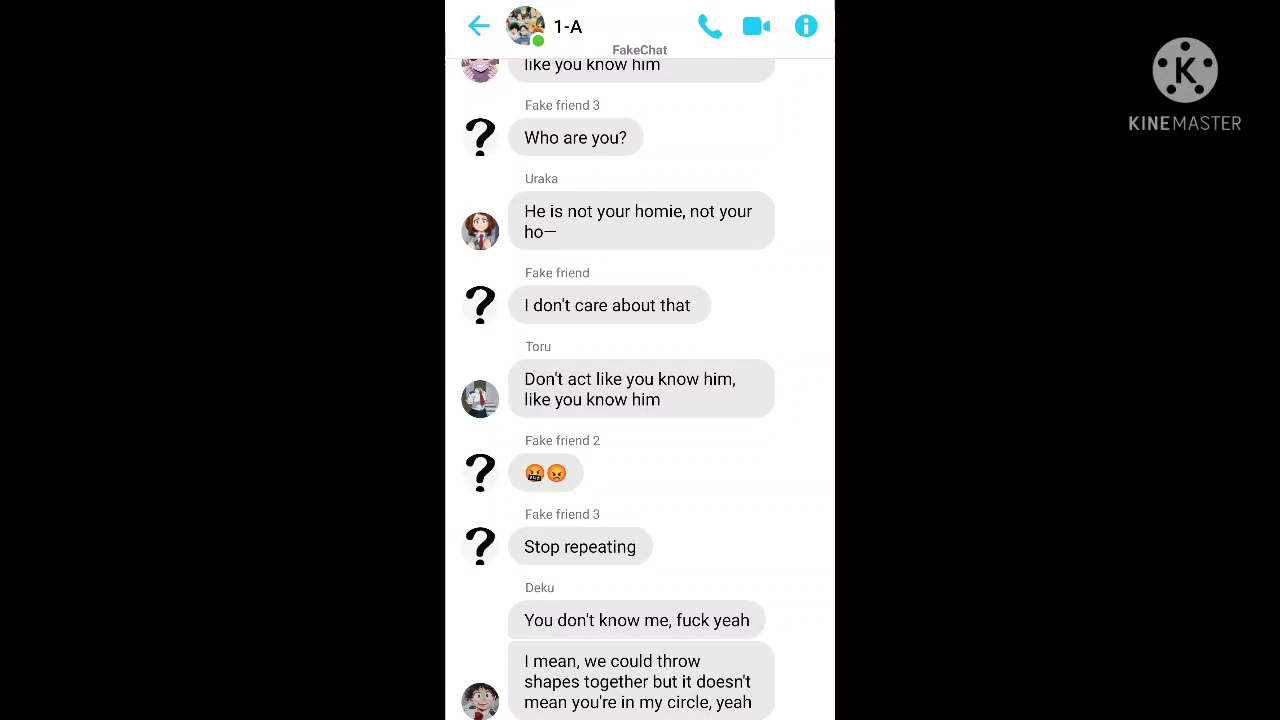 1-A
FakeChat
like you know him
Fake friend 3
Who are you?
Uraka
He is not your homie, not your
ho—
Fake friend
I don't care about that
Toru
Don't act like you know him,
like you know him
Fake friend 2
🤬😡
Fake friend 3
Stop repeating
Deku
You don't know me, fuck yeah
I mean, we could throw
shapes together but it doesn't
mean you're in my circle, yeah
K
KINEMASTER